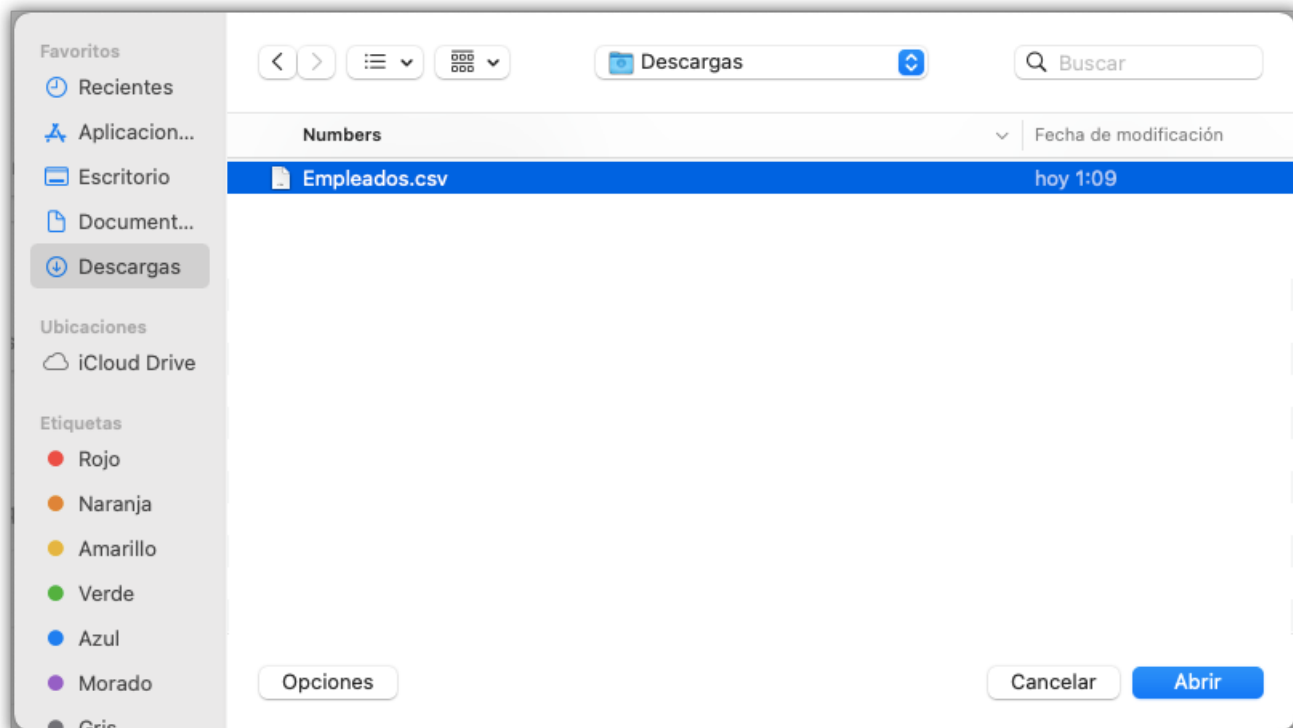 Favoritos
Recientes
Aplicacion...
Escritorio
Document...
Descargas
Ubicaciones
iCloud Drive
Etiquetas
Rojo
Naranja
Amarillo
Verde
Azul
Morado
Gris
Descargas
Buscar
Numbers
Fecha de modificación
Empleados.csv
hoy 1:09
Opciones
Cancelar
Abrir